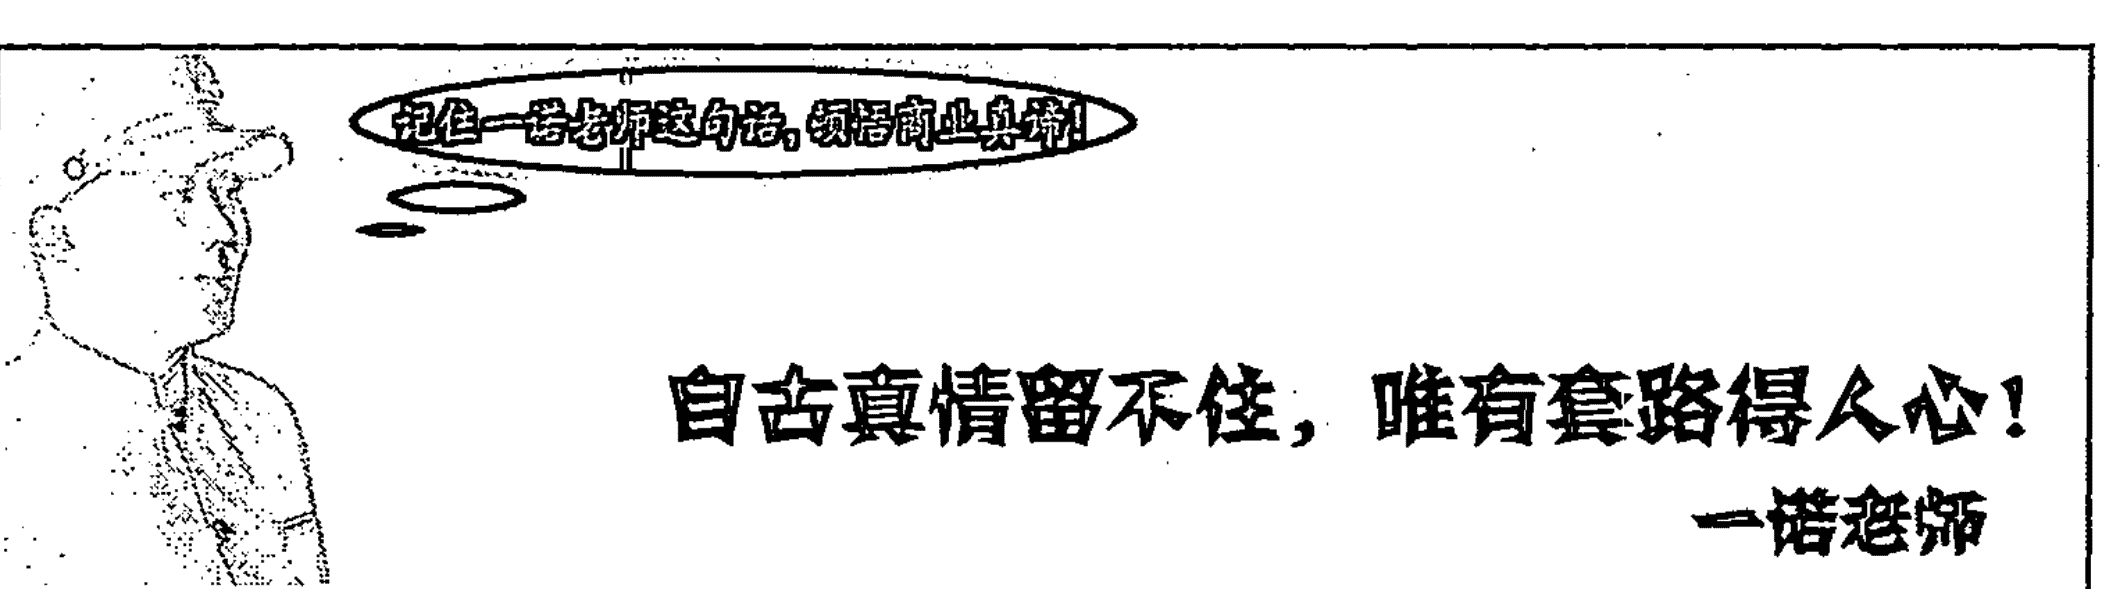 记住一诺老师这句话，领悟商业真谛！
自古真情留不住，唯有套路得人心！
一诺老师